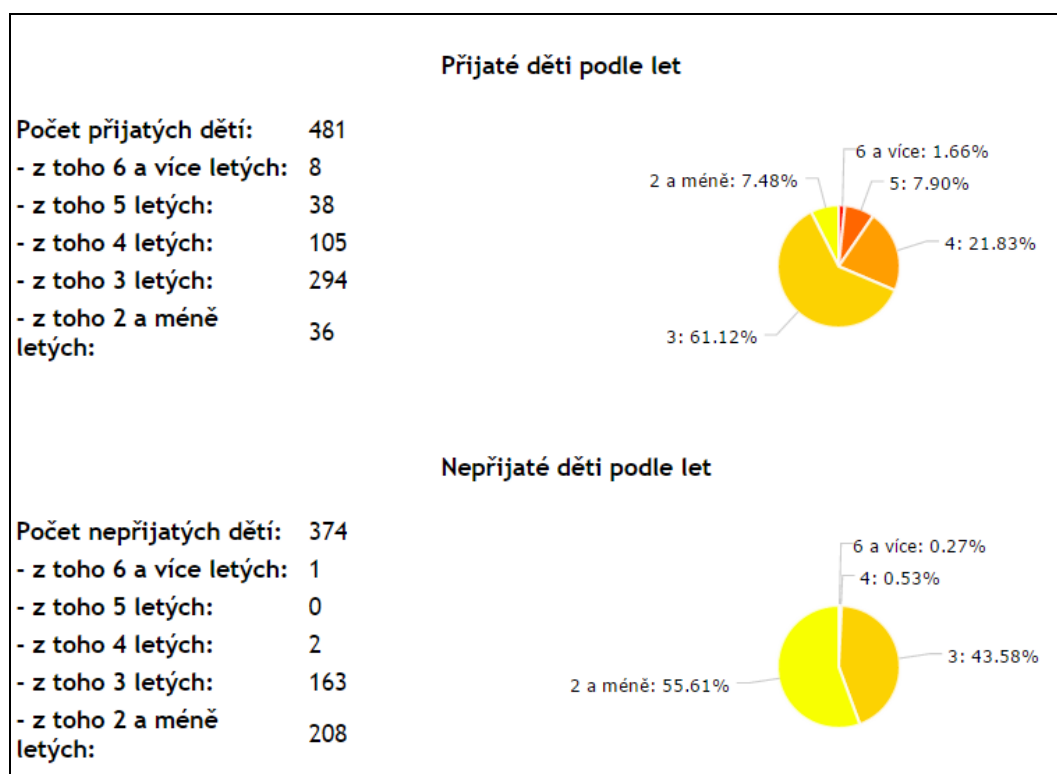 Přijaté děti podle let
Počet přijatých dětí: 481
- z toho 6 a více letých: 8
- z toho 5 letých: 38
- z toho 4 letých: 105
- z toho 3 letých: 294
- z toho 2 a méně
letých: 36
6 a více: 1.66%
2 a méně: 7.48%
5: 7.90%
4: 21.83%
3: 61.12%
Nepřijaté děti podle let
Počet nepřijatých dětí: 374
- z toho 6 a více letých: 1
- z toho 5 letých: 0
- z toho 4 letých: 2
- z toho 3 letých: 163
- z toho 2 a méně
letých: 208
6 a více: 0.27%
4: 0.53%
3: 43.58%
2 a méně: 55.61%